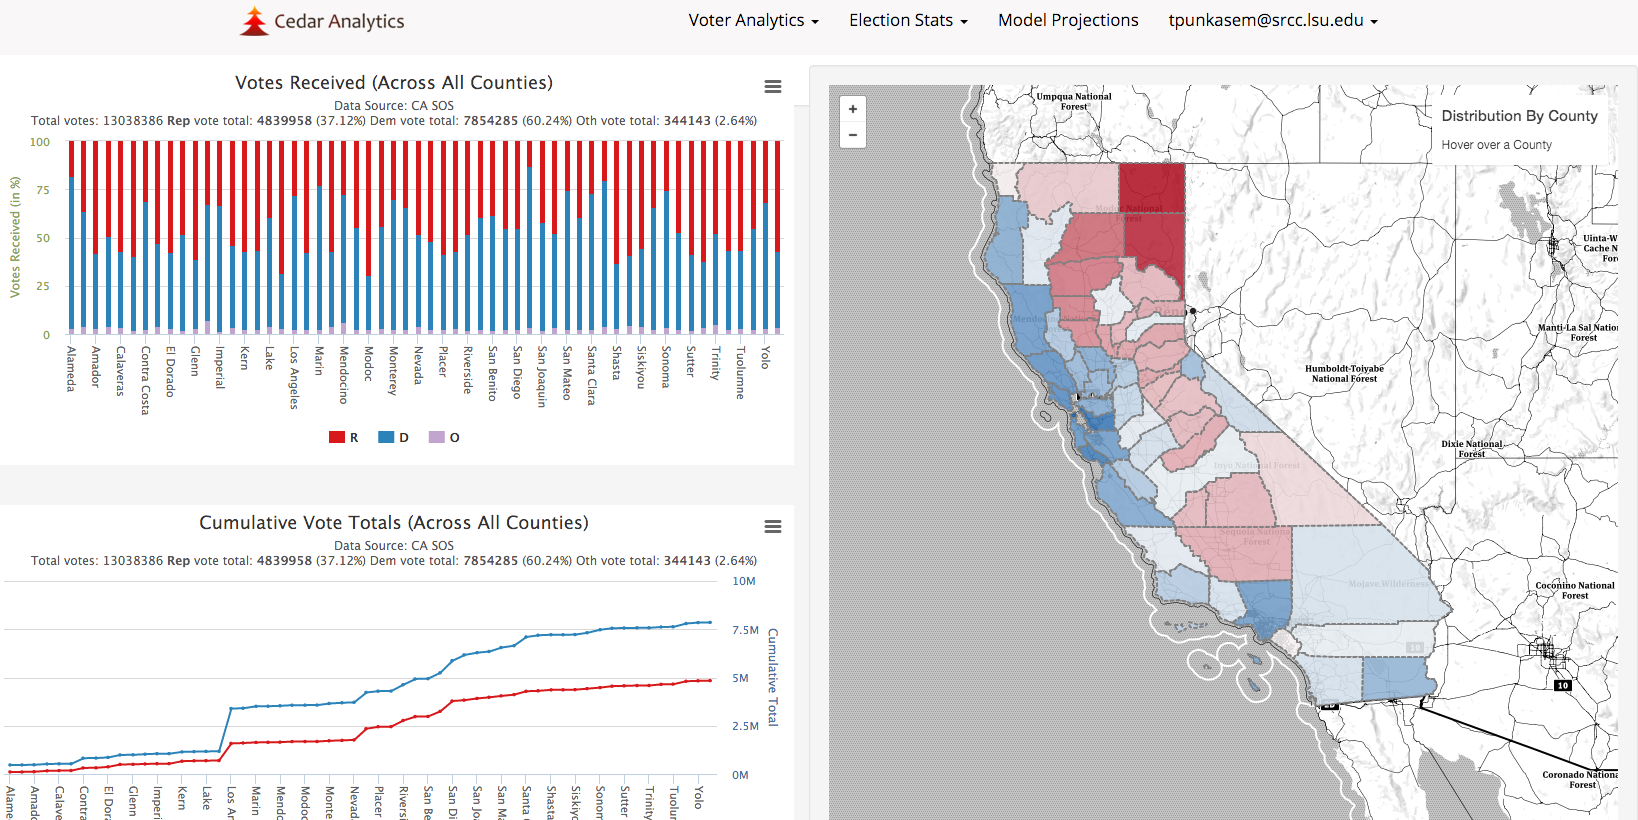 Cedar Analytics
Voter Analytics
Election Stats
Model Projections
tpunkasem@srcc.lsu.edu
Votes Received (Across All Counties)
Data Source: CA SOS
Total votes: 13038386 Rep vote total: 4839958 (37.12%) Dem vote total: 7854285 (60.24%) Oth vote total: 344143 (2.64%)
Votes Received (in %)
100
75
50
25
0
Alameda
Amador
Calaveras
Contra Costa
El Dorado
Glenn
Imperial
Kern
Lake
Los Angeles
Marin
Mendocino
Modoc
Monterey
Nevada
Placer
Riverside
San Benito
San Diego
San Joaquin
San Mateo
Santa Clara
Shasta
Siskiyou
Sonoma
Sutter
Trinity
Tuolumne
Yolo
R
D
O
Cumulative Vote Totals (Across All Counties)
Data Source: CA SOS
Total votes: 13038386 Rep vote total: 4839958 (37.12%) Dem vote total: 7854285 (60.24%) Oth vote total: 344143 (2.64%)
10M
7.5M
5M
2.5M
0M
Cumulative Total
Alame
Amado
Calave
Contra
El Dora
Glenn
Imperi
Kern
Lake
Los An
Marin
Mendo
Modoc
Monte
Nevad
Placer
Riversi
San Be
San Di
San Jo
San M
Santa
Shasta
Siskiyo
Sonom
Sutter
Trinity
Tuolur
Yolo
+
−
Distribution By County
Hover over a County
Umpqua National
Forest
Modoc National
Forest
Uinta-W
Cache N
For
Manti-La Sal Natio
Forest
Humboldt-Toiyabe
National Forest
Dixie National
Forest
Inyo National Forest
Sequoia National
Forest
Mojave Wilderness
Coconino National
Forest
10
10
Coronado Nationa
Forest